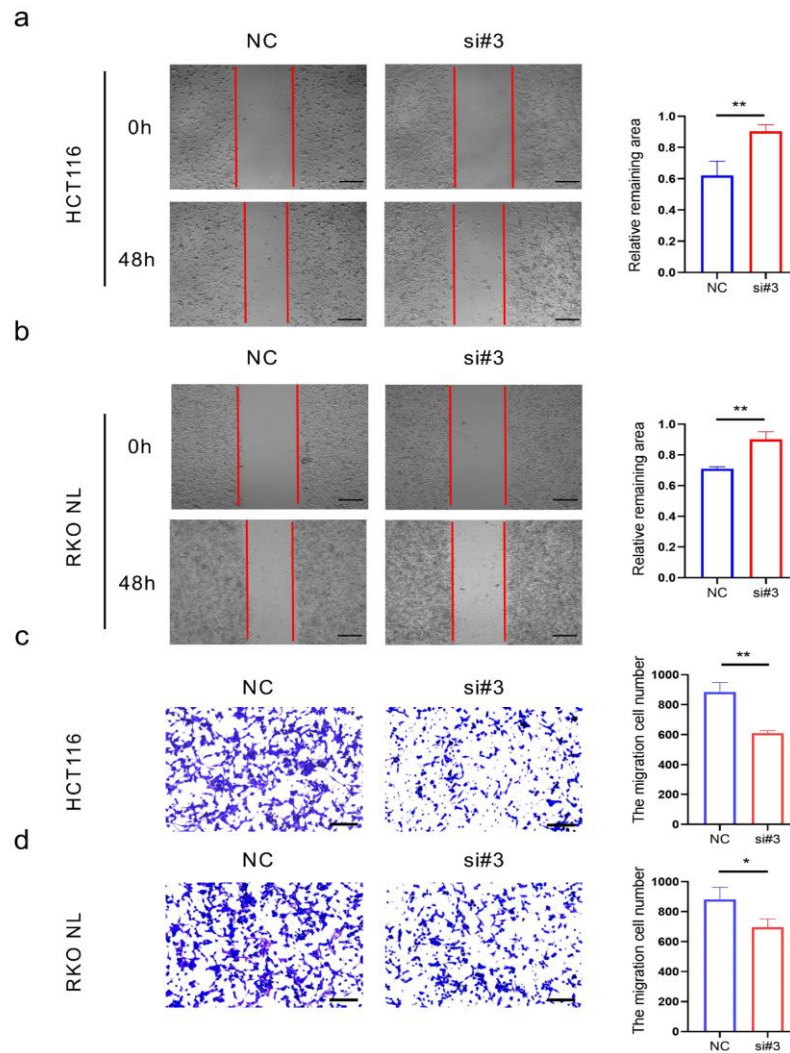 a
NC
si#3
HCT116
0h
48h
Relative remaining area
1.0
0.8
0.6
0.4
0.2
0.0
**
NC
si#3
b
NC
si#3
RKO NL
0h
48h
Relative remaining area
1.0
0.8
0.6
0.4
0.2
0.0
**
NC
si#3
c
NC
si#3
HCT116
The migration cell number
1000
800
600
400
200
0
**
NC
si#3
d
NC
si#3
RKO NL
The migration cell number
1000
800
600
400
200
0
*
NC
si#3